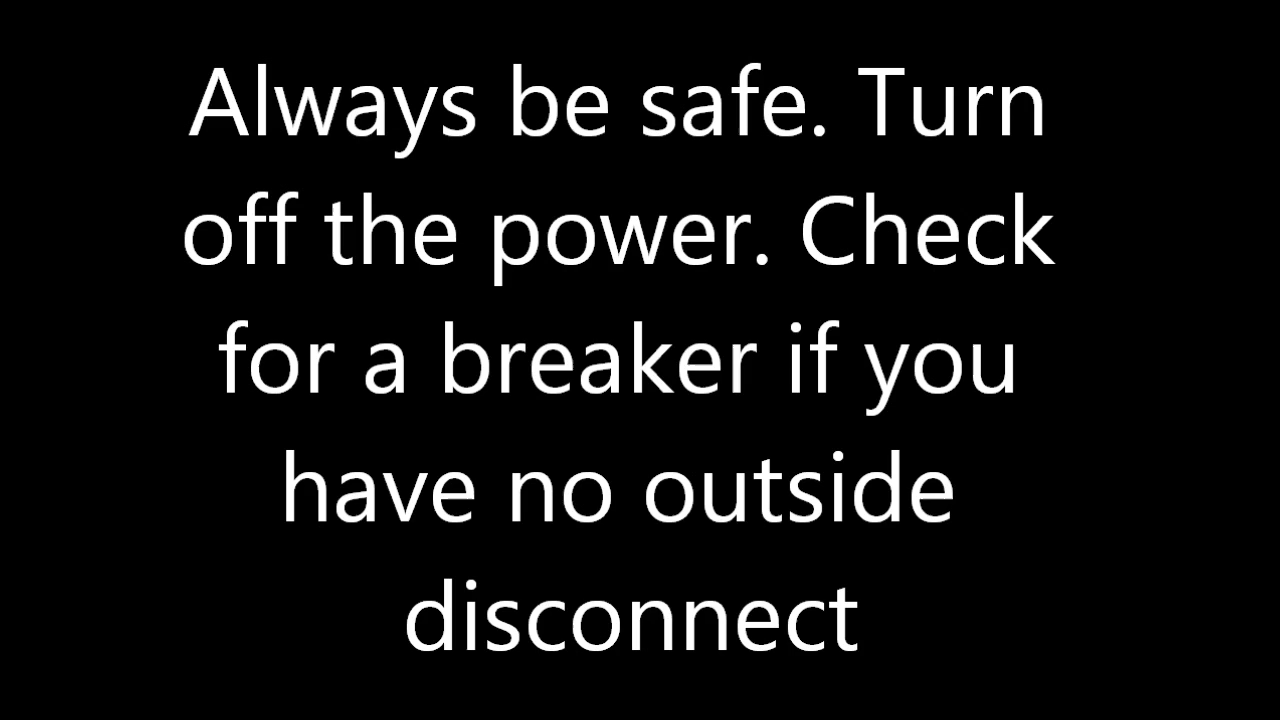 Always be safe. Turn
off the power. Check
for a breaker if you
have no outside
disconnect